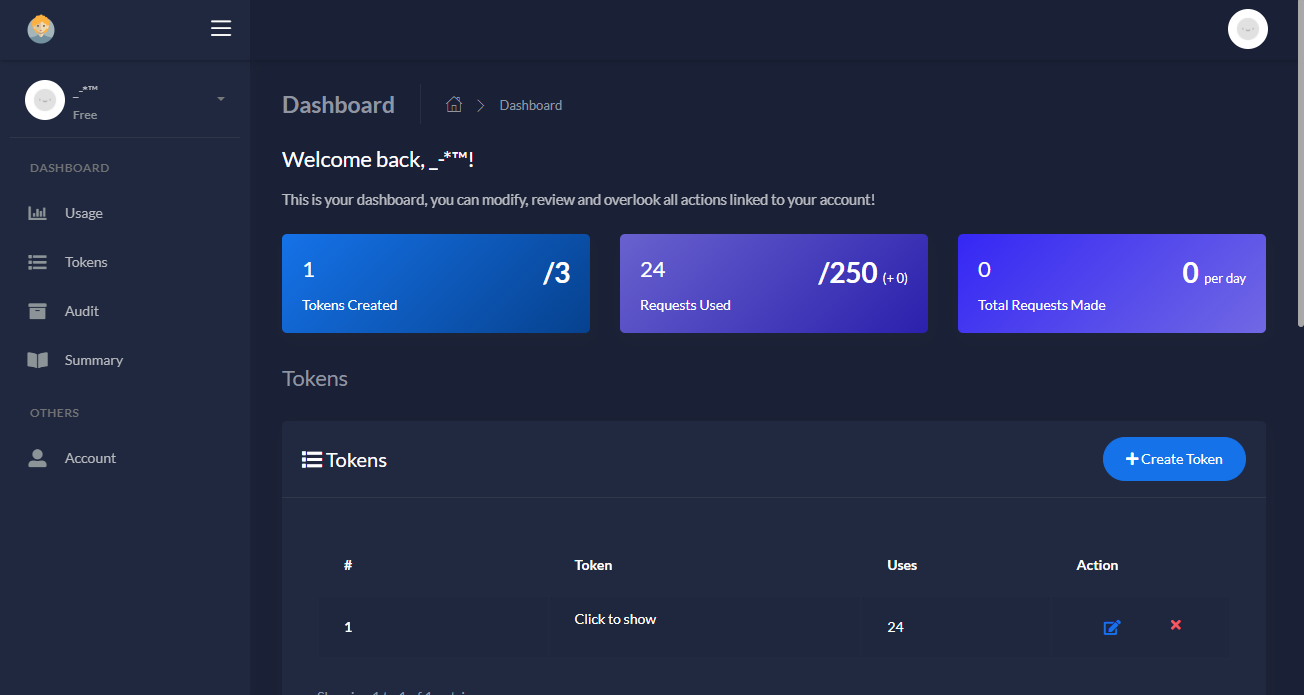 _-*™
Free
DASHBOARD
Usage
Tokens
Audit
Summary
OTHERS
Account
Dashboard
Dashboard
Welcome back, _-*™!
This is your dashboard, you can modify, review and overlook all actions linked to your account!
1 /3
Tokens Created
24 /250 (+ 0)
Requests Used
0 0 per day
Total Requests Made
Tokens
Tokens
Create Token
# Token Uses Action
1 Click to show 24